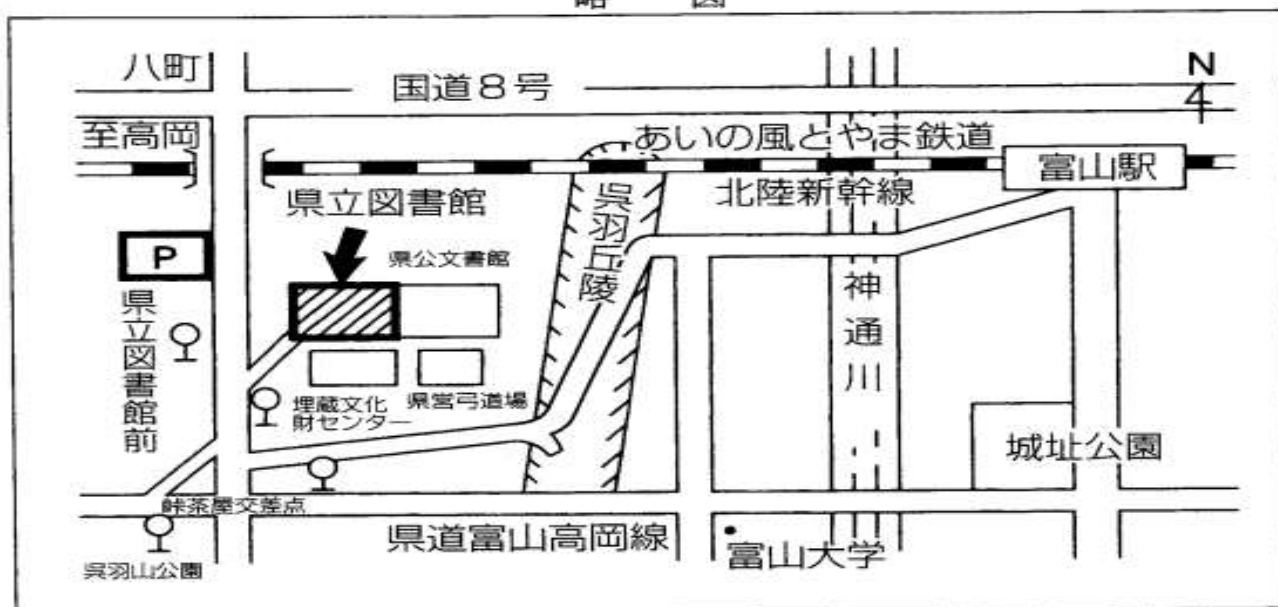 略 図
八町
国道8号
N
至高岡
あいの風とやま鉄道
富山駅
県立図書館
北陸新幹線
呉羽丘陵
P
県公文書館
神通川
県立図書館前
埋蔵文化
財センター
県営弓道場
城址公園
峠茶屋交差点
県道富山高岡線
富山大学
呉羽山公園